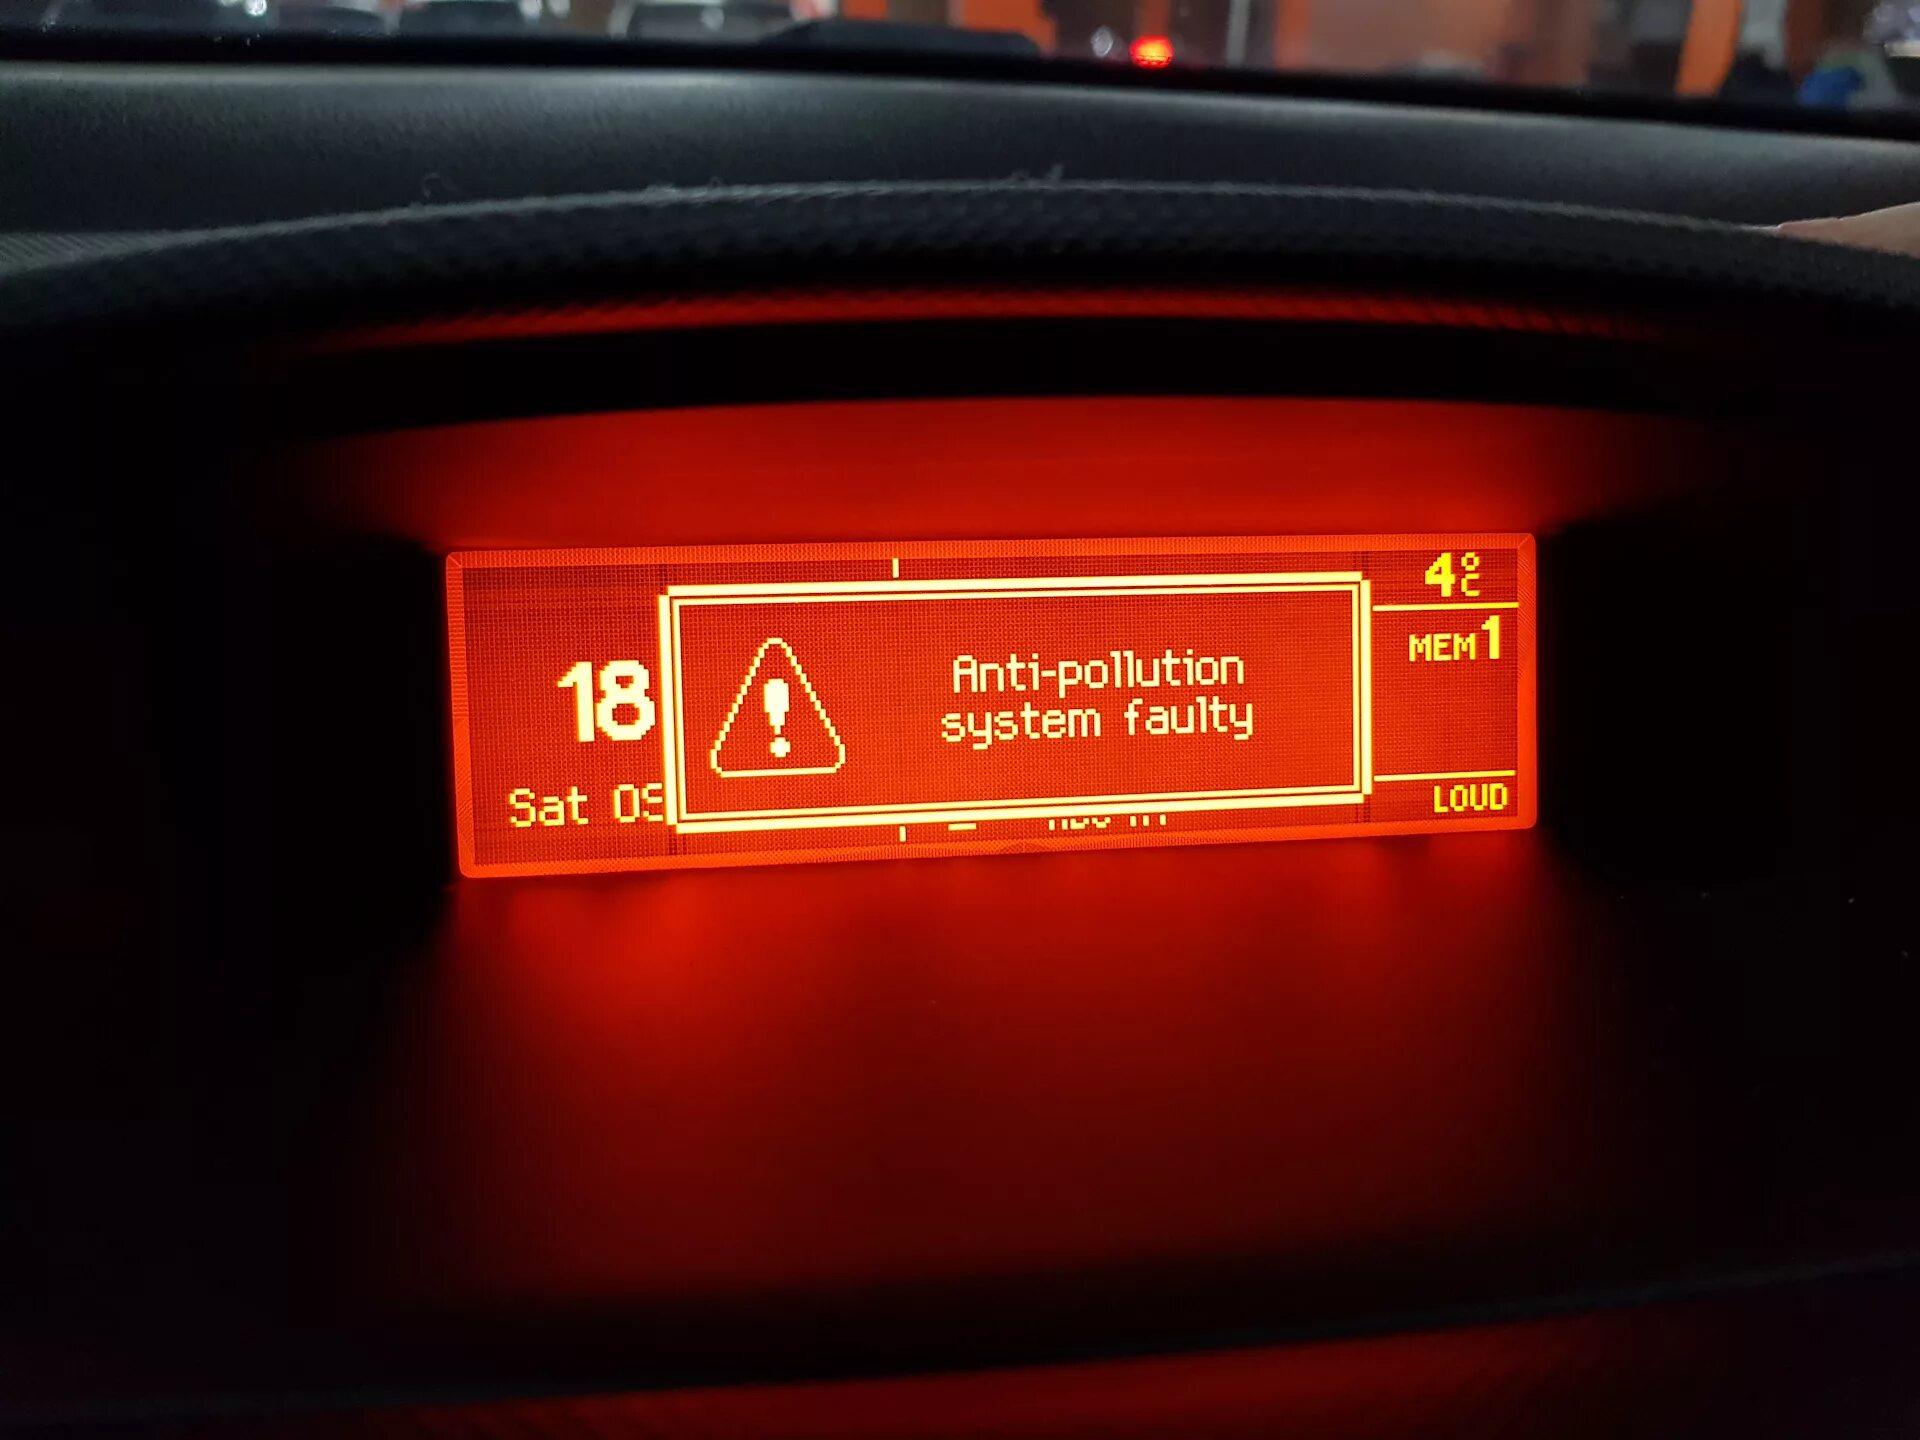 4°C
MEM 1
Anti-pollution
system faulty
18
Sat
LOUD